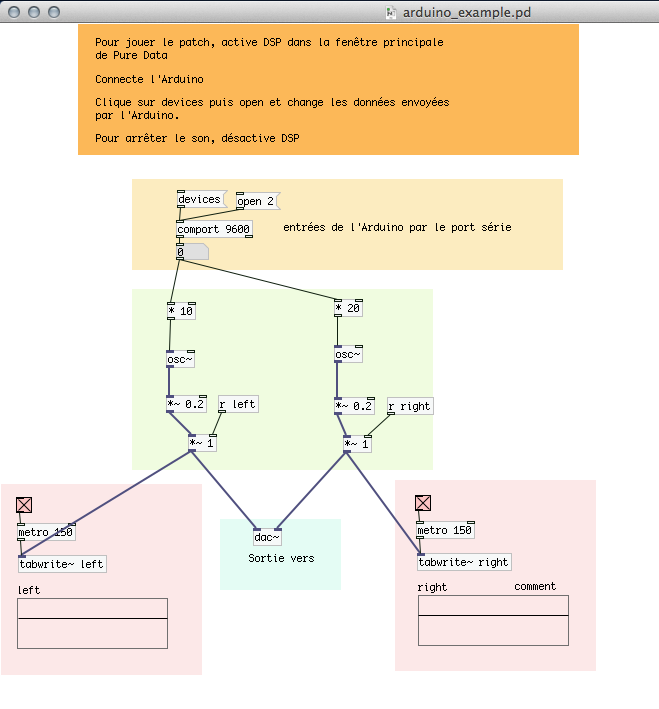 arduino_example.pd
Pour jouer le patch, active DSP dans la fenêtre principale
de Pure Data
Connecte l'Arduino
Clique sur devices puis open et change les données envoyées
par l'Arduino.
Pour arrêter le son, désactive DSP
devices
open 2
comport 9600
entrées de l'Arduino par le port série
0
* 10
* 20
osc~
osc~
*~ 0.2
r left
*~ 0.2
r right
*~ 1
*~ 1
metro 150
tabwrite~ left
left
dac~
Sortie vers
metro 150
tabwrite~ right
right
comment